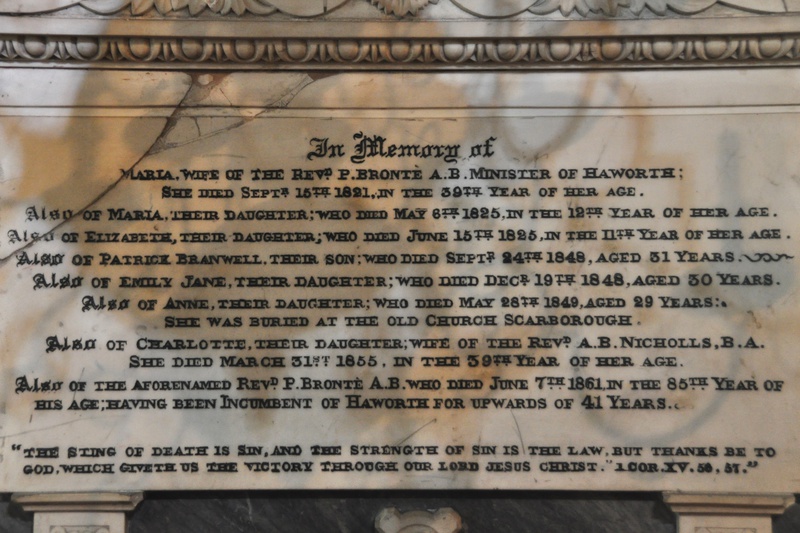 In Memory of
MARIA, WIFE OF THE REVD. P. BRONTË A.B. MINISTER OF HAWORTH;
SHE DIED SEPTR. 15TH 1821, IN THE 39TH YEAR OF HER AGE.
Also OF MARIA, THEIR DAUGHTER; WHO DIED MAY 6TH 1825, IN THE 12TH YEAR OF HER AGE.
Also OF ELIZABETH, THEIR DAUGHTER; WHO DIED JUNE 15TH 1825, IN THE 11TH YEAR OF HER AGE.
Also OF PATRICK BRANWELL, THEIR SON; WHO DIED SEPTR. 24TH 1848, AGED 31 YEARS.
Also OF EMILY JANE, THEIR DAUGHTER; WHO DIED DECR. 19TH 1848, AGED 30 YEARS.
Also OF ANNE, THEIR DAUGHTER; WHO DIED MAY 28TH 1849, AGED 29 YEARS:
SHE WAS BURIED AT THE OLD CHURCH SCARBOROUGH.
Also OF CHARLOTTE, THEIR DAUGHTER; WIFE OF THE REVD. A.B. NICHOLLS, B.A.
SHE DIED MARCH 31ST 1855, IN THE 39TH YEAR OF HER AGE.
Also OF THE AFORENAMED REVD. P. BRONTË A.B. WHO DIED JUNE 7TH 1861, IN THE 85TH YEAR OF
HIS AGE; HAVING BEEN INCUMBENT OF HAWORTH FOR UPWARDS OF 41 YEARS.
"THE STING OF DEATH IS SIN, AND THE STRENGTH OF SIN IS THE LAW, BUT THANKS BE TO
GOD, WHICH GIVETH US THE VICTORY THROUGH OUR LORD JESUS CHRIST." 1. COR. XV. 56, 57."